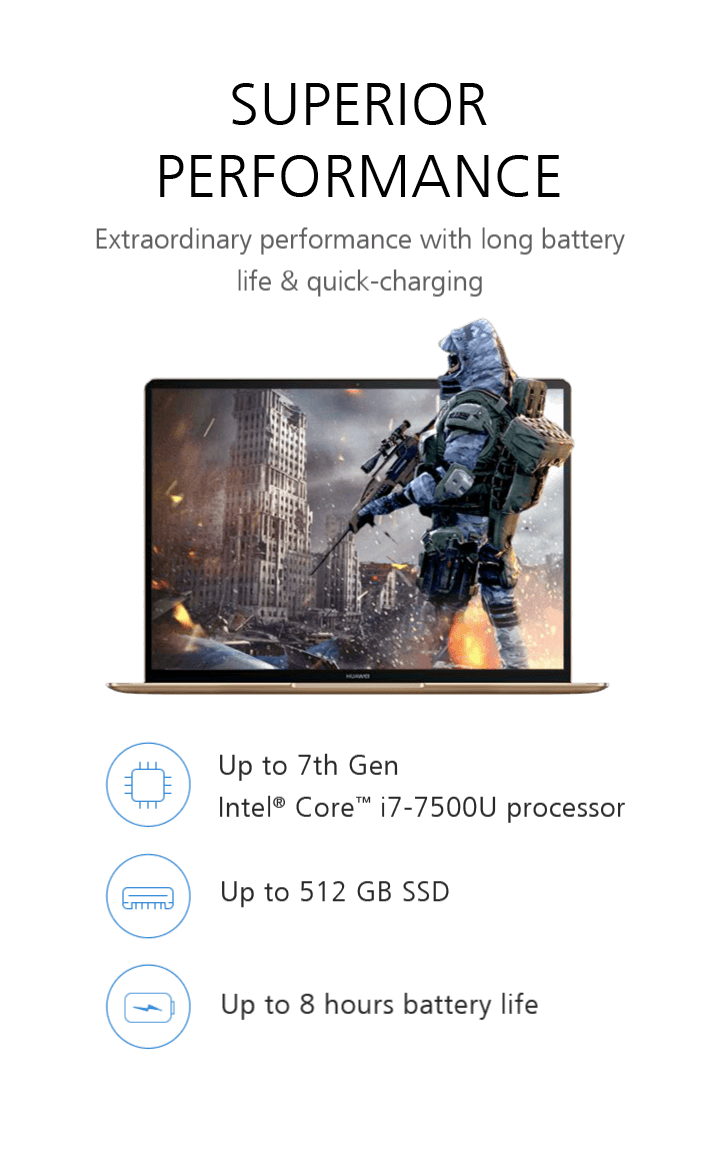 SUPERIOR
PERFORMANCE
Extraordinary performance with long battery
life & quick-charging
HUAWEI
Up to 7th Gen
Intel® Core™ i7-7500U processor
Up to 512 GB SSD
Up to 8 hours battery life